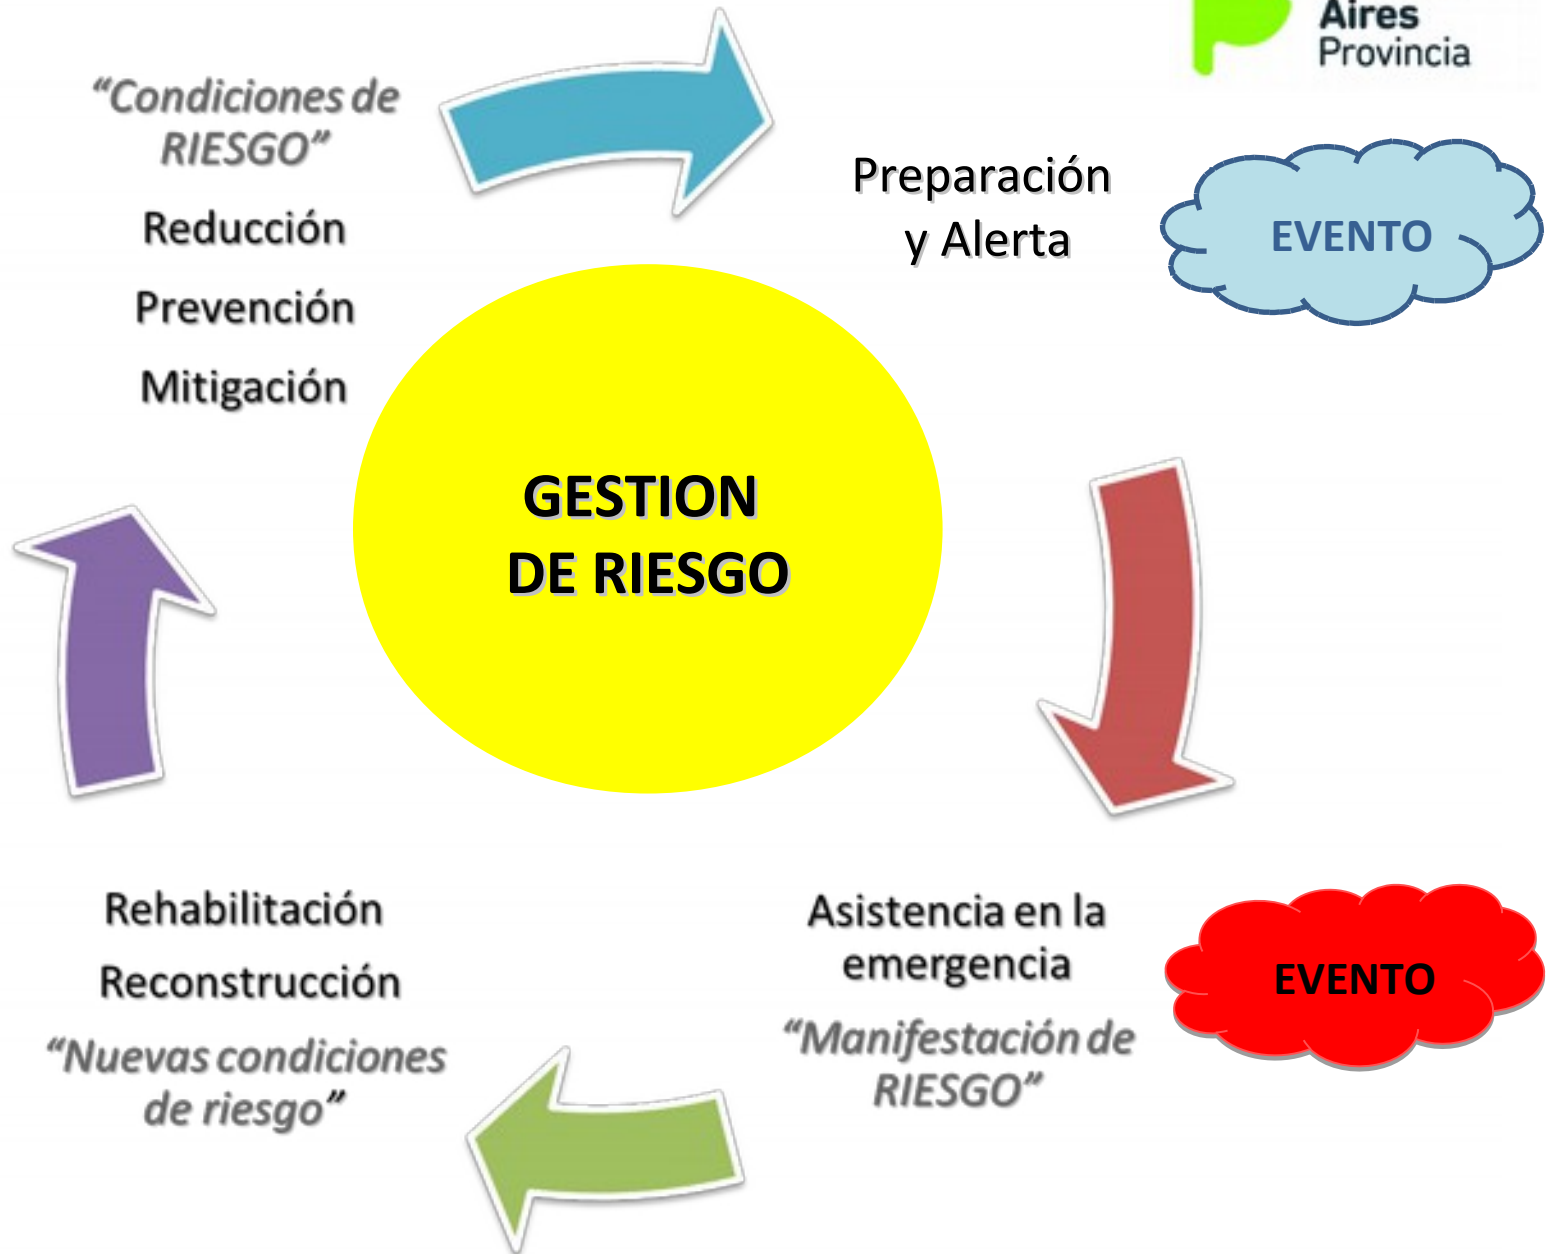 Aires
Provincia
“Condiciones de
RIESGO”
Reducción
Prevención
Mitigación
Preparación
y Alerta
EVENTO
GESTION
DE RIESGO
Rehabilitación
Reconstrucción
“Nuevas condiciones
de riesgo”
Asistencia en la
emergencia
“Manifestación de
RIESGO”
EVENTO